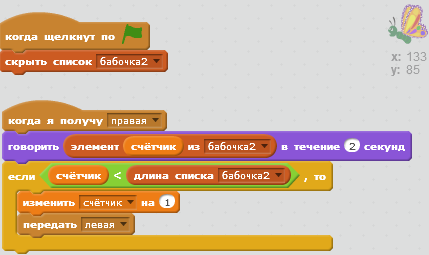 когда щелкнут по
скрыть список бабочка2
x: 133
y: 85
когда я получу правая
говорить элемент счётчик из бабочка2 в течение 2 секунд
если счётчик < длина списка бабочка2 , то
изменить счётчик на 1
передать левая